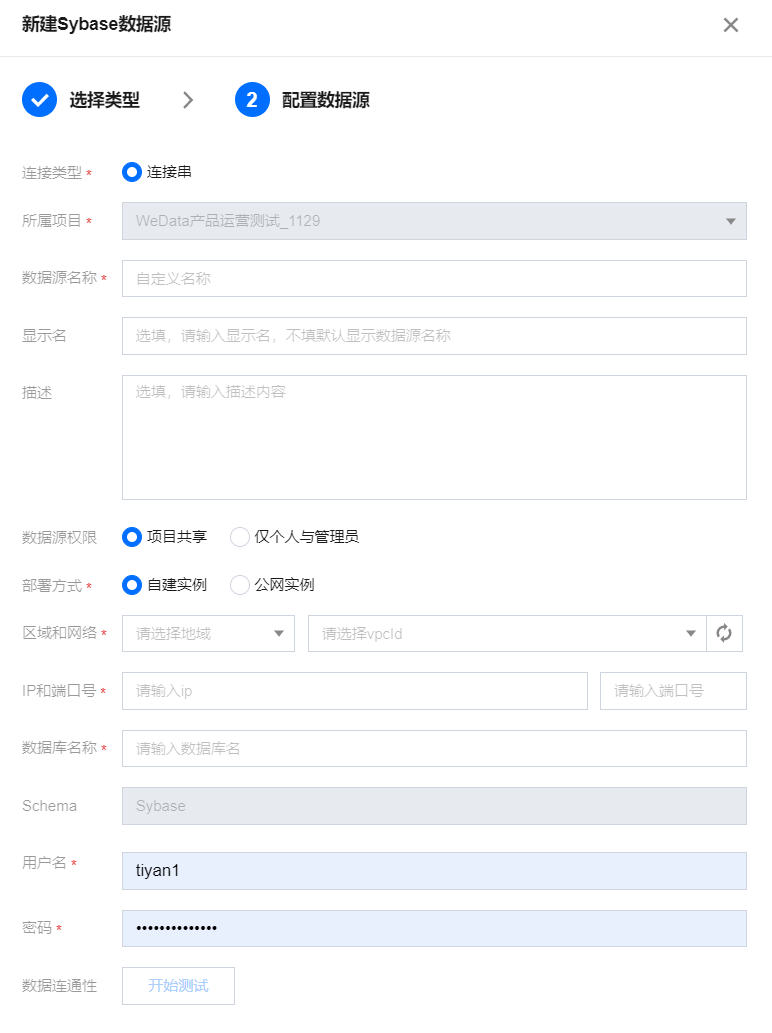 新建Sybase数据源
选择类型 2 配置数据源
连接类型 * 连接串
所属项目 * WeData产品运营测试_1129
数据源名称 * 自定义名称
显示名 选填，请输入显示名，不填默认显示数据源名称
描述 选填，请输入描述内容
数据源权限 项目共享 仅个人与管理员
部署方式 * 自建实例 公网实例
区域和网络 * 请选择地域 请选择vpcId
IP和端口号 * 请输入ip 请输入端口号
数据库名称 * 请输入数据库名
Schema Sybase
用户名 * tiyan1
密码 * ••••••••••••••
数据连通性 开始测试